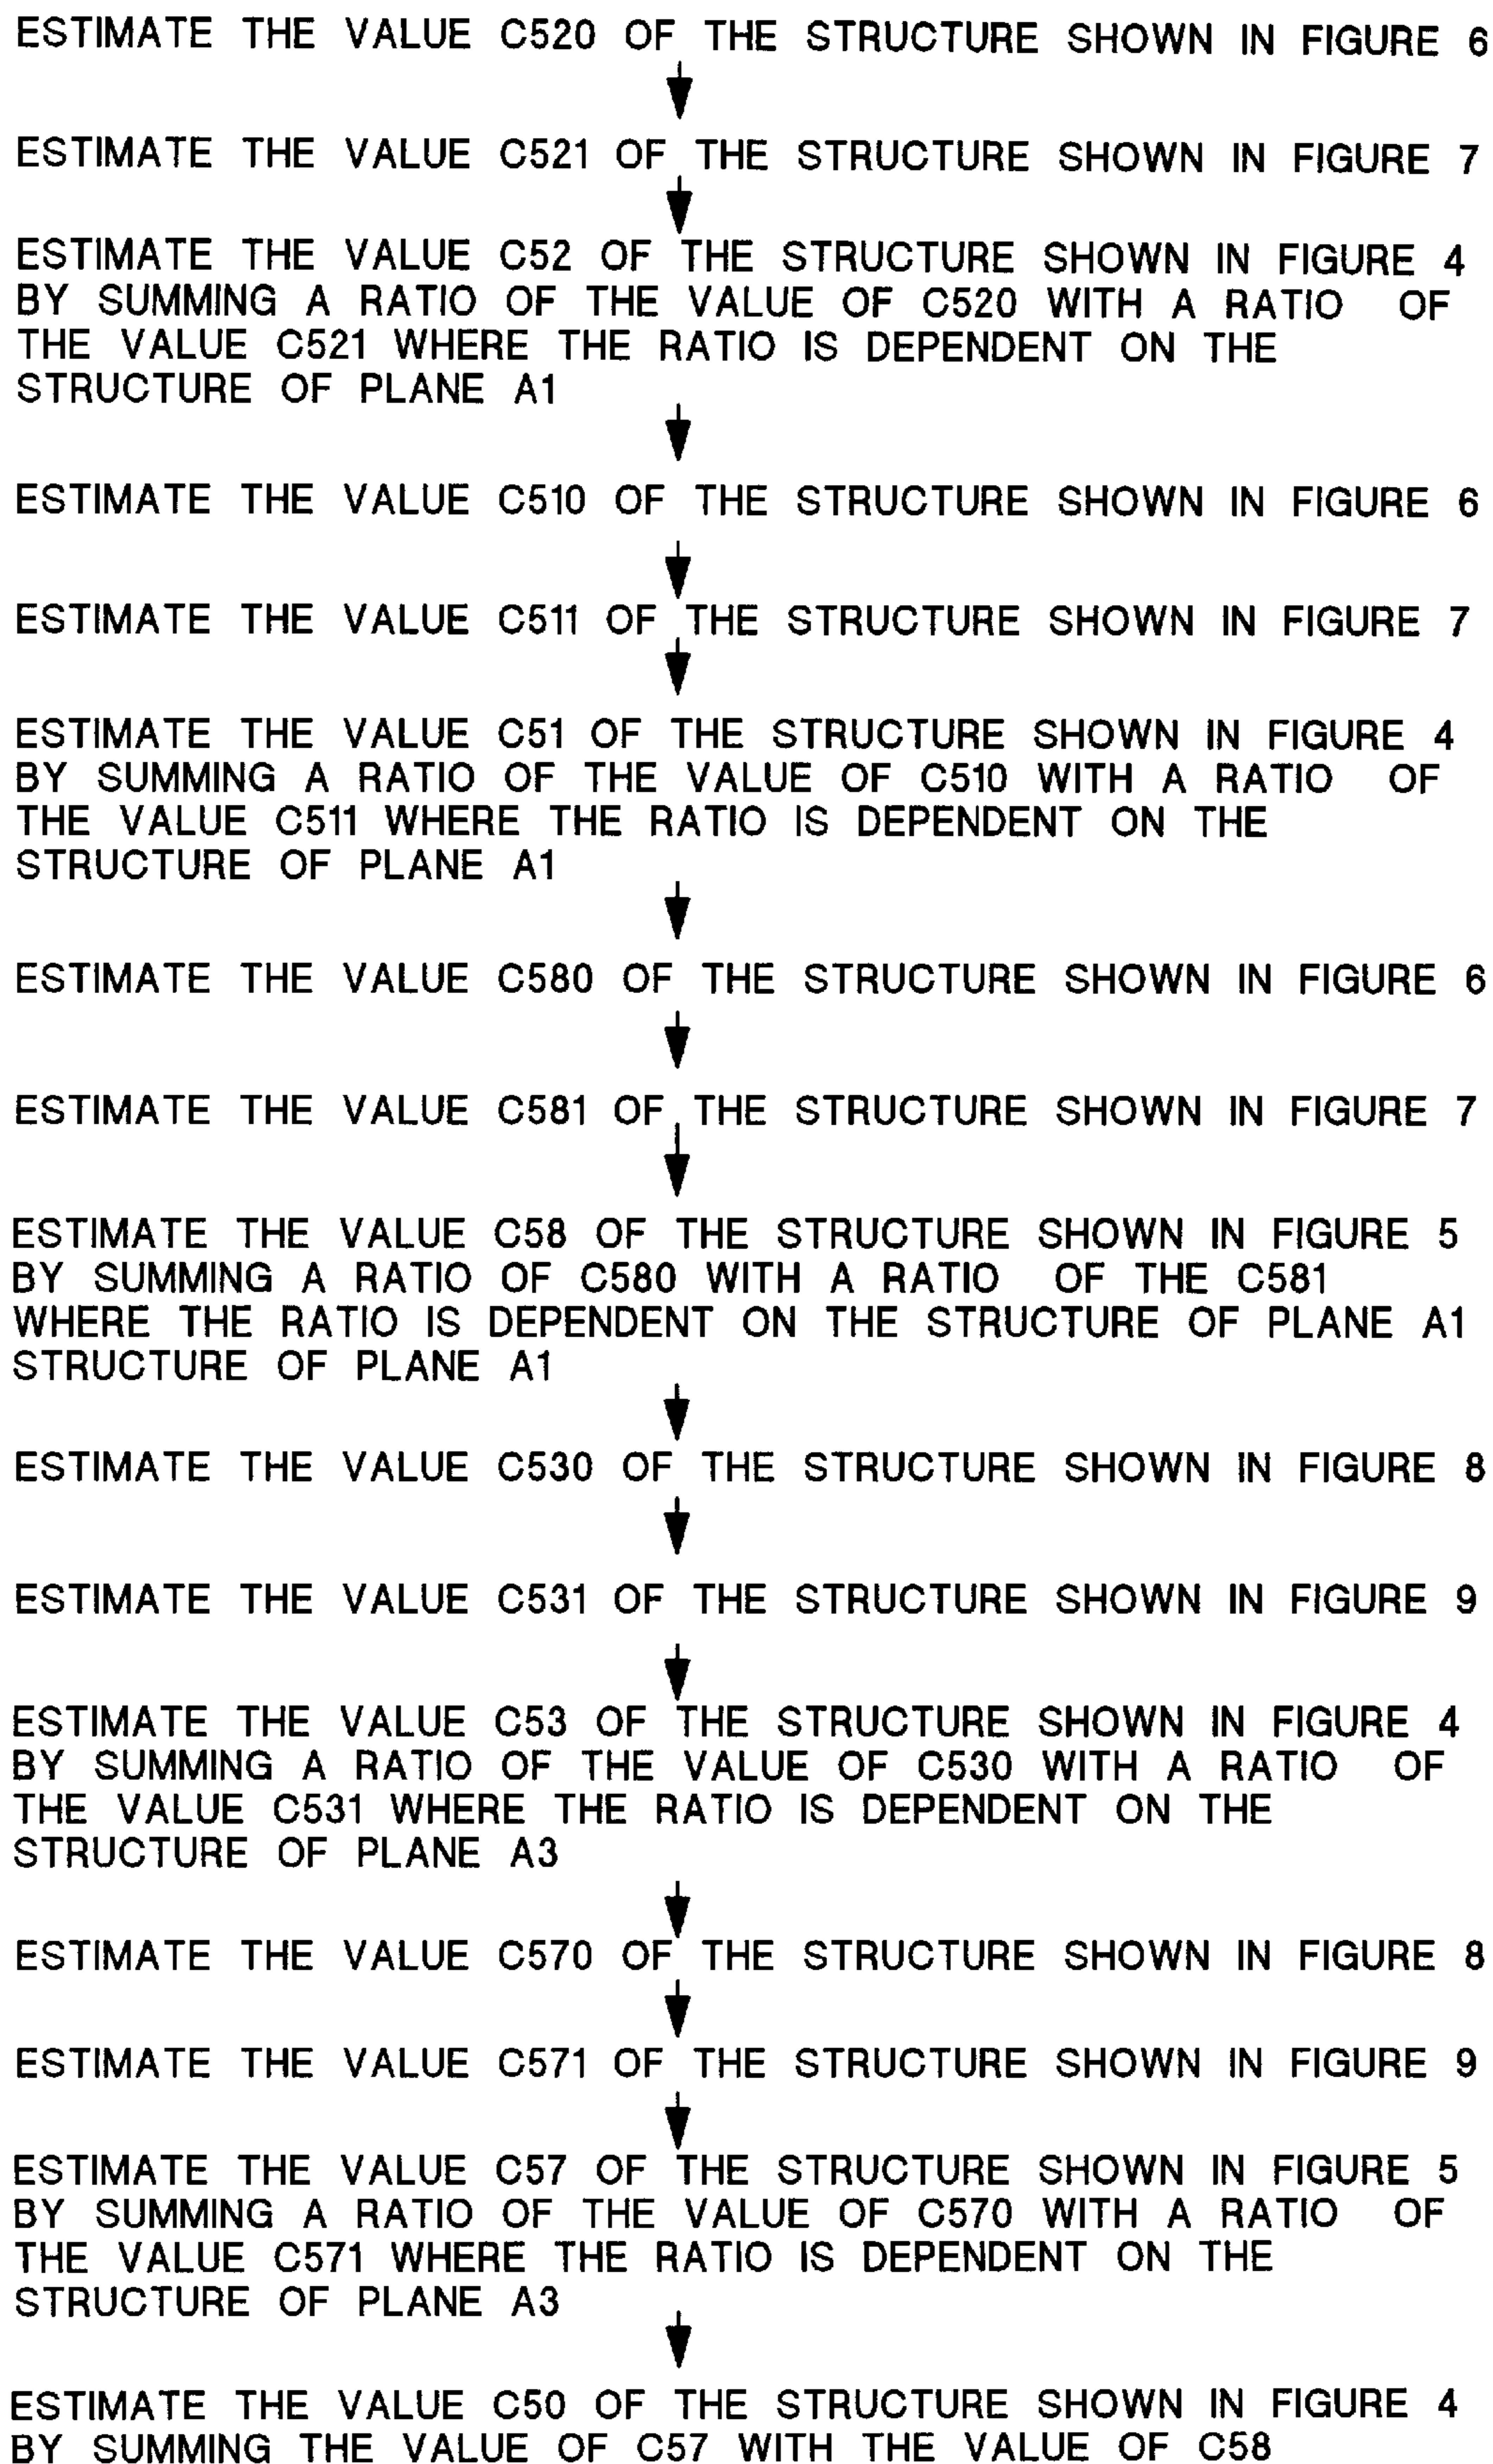 ESTIMATE THE VALUE C520 OF THE STRUCTURE SHOWN IN FIGURE 6
ESTIMATE THE VALUE C521 OF THE STRUCTURE SHOWN IN FIGURE 7
ESTIMATE THE VALUE C52 OF THE STRUCTURE SHOWN IN FIGURE 4
BY SUMMING A RATIO OF THE VALUE OF C520 WITH A RATIO OF
THE VALUE C521 WHERE THE RATIO IS DEPENDENT ON THE
STRUCTURE OF PLANE A1
ESTIMATE THE VALUE C510 OF THE STRUCTURE SHOWN IN FIGURE 6
ESTIMATE THE VALUE C511 OF THE STRUCTURE SHOWN IN FIGURE 7
ESTIMATE THE VALUE C51 OF THE STRUCTURE SHOWN IN FIGURE 4
BY SUMMING A RATIO OF THE VALUE OF C510 WITH A RATIO OF
THE VALUE C511 WHERE THE RATIO IS DEPENDENT ON THE
STRUCTURE OF PLANE A1
ESTIMATE THE VALUE C580 OF THE STRUCTURE SHOWN IN FIGURE 6
ESTIMATE THE VALUE C581 OF THE STRUCTURE SHOWN IN FIGURE 7
ESTIMATE THE VALUE C58 OF THE STRUCTURE SHOWN IN FIGURE 5
BY SUMMING A RATIO OF C580 WITH A RATIO OF THE C581
WHERE THE RATIO IS DEPENDENT ON THE STRUCTURE OF PLANE A1
STRUCTURE OF PLANE A1
ESTIMATE THE VALUE C530 OF THE STRUCTURE SHOWN IN FIGURE 8
ESTIMATE THE VALUE C531 OF THE STRUCTURE SHOWN IN FIGURE 9
ESTIMATE THE VALUE C53 OF THE STRUCTURE SHOWN IN FIGURE 4
BY SUMMING A RATIO OF THE VALUE OF C530 WITH A RATIO OF
THE VALUE C531 WHERE THE RATIO IS DEPENDENT ON THE
STRUCTURE OF PLANE A3
ESTIMATE THE VALUE C570 OF THE STRUCTURE SHOWN IN FIGURE 8
ESTIMATE THE VALUE C571 OF THE STRUCTURE SHOWN IN FIGURE 9
ESTIMATE THE VALUE C57 OF THE STRUCTURE SHOWN IN FIGURE 5
BY SUMMING A RATIO OF THE VALUE OF C570 WITH A RATIO OF
THE VALUE C571 WHERE THE RATIO IS DEPENDENT ON THE
STRUCTURE OF PLANE A3
ESTIMATE THE VALUE C50 OF THE STRUCTURE SHOWN IN FIGURE 4
BY SUMMING THE VALUE OF C57 WITH THE VALUE OF C58